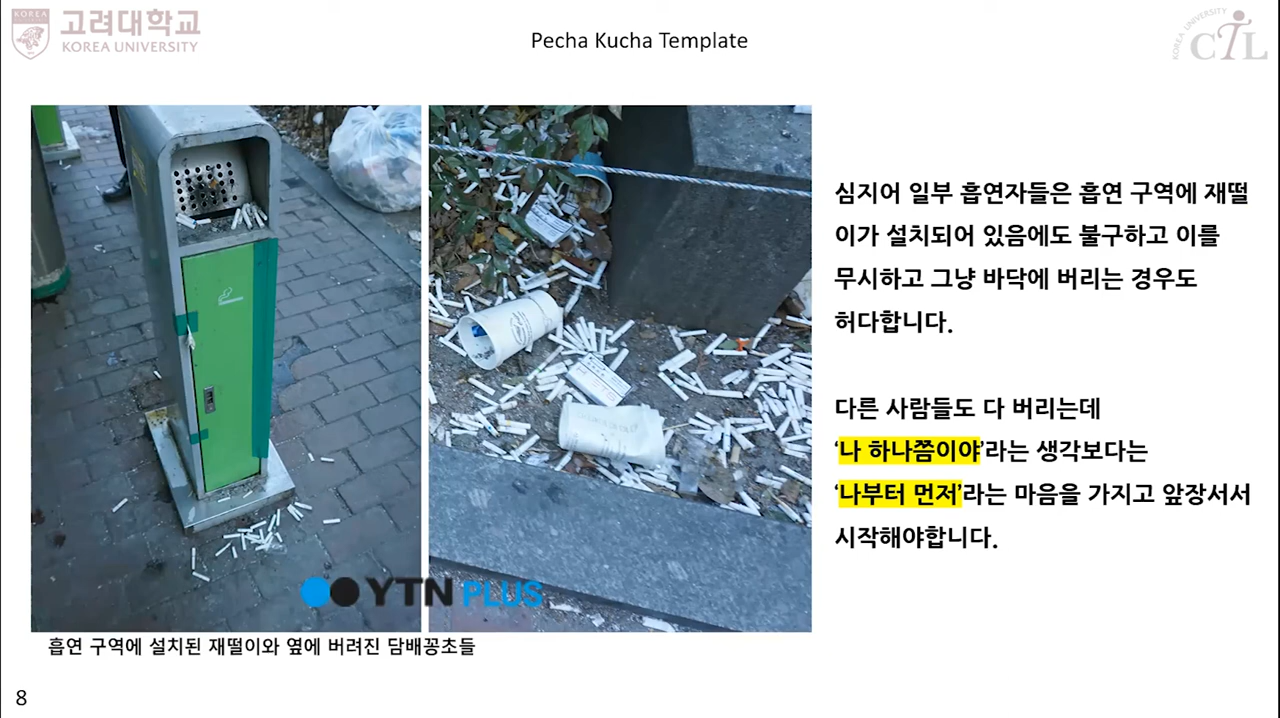 KOREA
고려대학교
KOREA UNIVERSITY
Pecha Kucha Template
KOREA UNIVERSITY
CTL
심지어 일부 흡연자들은 흡연 구역에 재떨
이가 설치되어 있음에도 불구하고 이를
무시하고 그냥 바닥에 버리는 경우도
허다합니다.
다른 사람들도 다 버리는데
‘나 하나쯤이야’라는 생각보다는
‘나부터 먼저’라는 마음을 가지고 앞장서서
시작해야합니다.
YTN PLUS
흡연 구역에 설치된 재떨이와 옆에 버려진 담배꽁초들
8